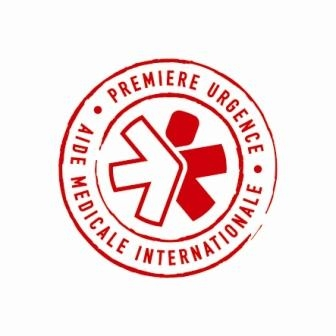 PREMIERE URGENCE
AIDE MEDICALE INTERNATIONALE